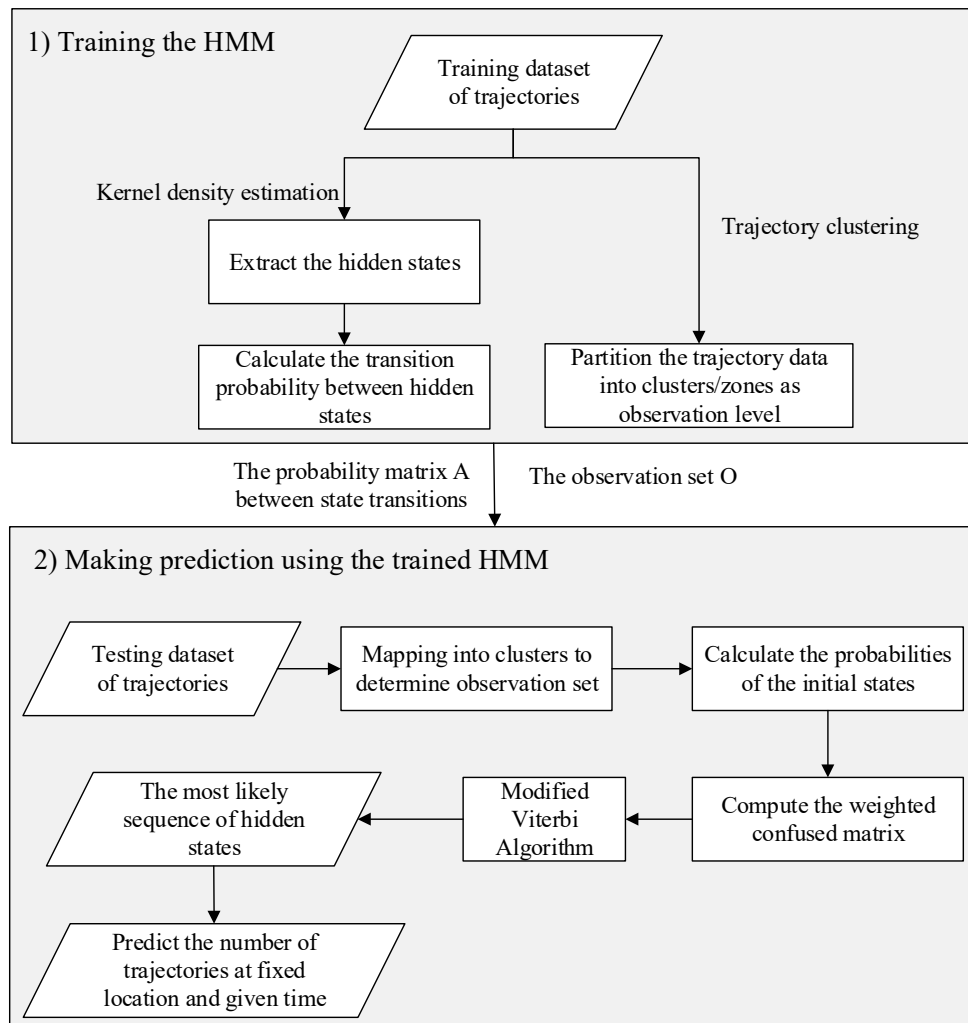 1) Training the HMM
Training dataset
of trajectories
Kernel density estimation
Trajectory clustering
Extract the hidden states
Calculate the transition
probability between hidden
states
Partition the trajectory data
into clusters/zones as
observation level
The probability matrix A
between state transitions
The observation set O
2) Making prediction using the trained HMM
Testing dataset
of trajectories
Mapping into clusters to
determine observation set
Calculate the probabilities
of the initial states
The most likely
sequence of hidden
states
Modified
Viterbi
Algorithm
Compute the weighted
confused matrix
Predict the number of
trajectories at fixed
location and given time